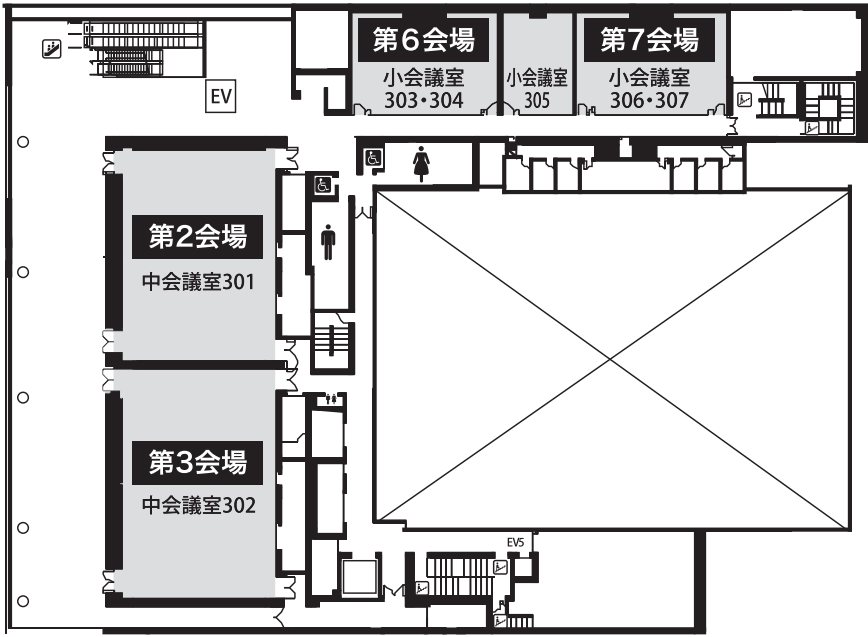 第6会場
小会議室
303・304
小会議室
305
第7会場
小会議室
306・307
EV
第2会場
中会議室301
第3会場
中会議室302
EV5